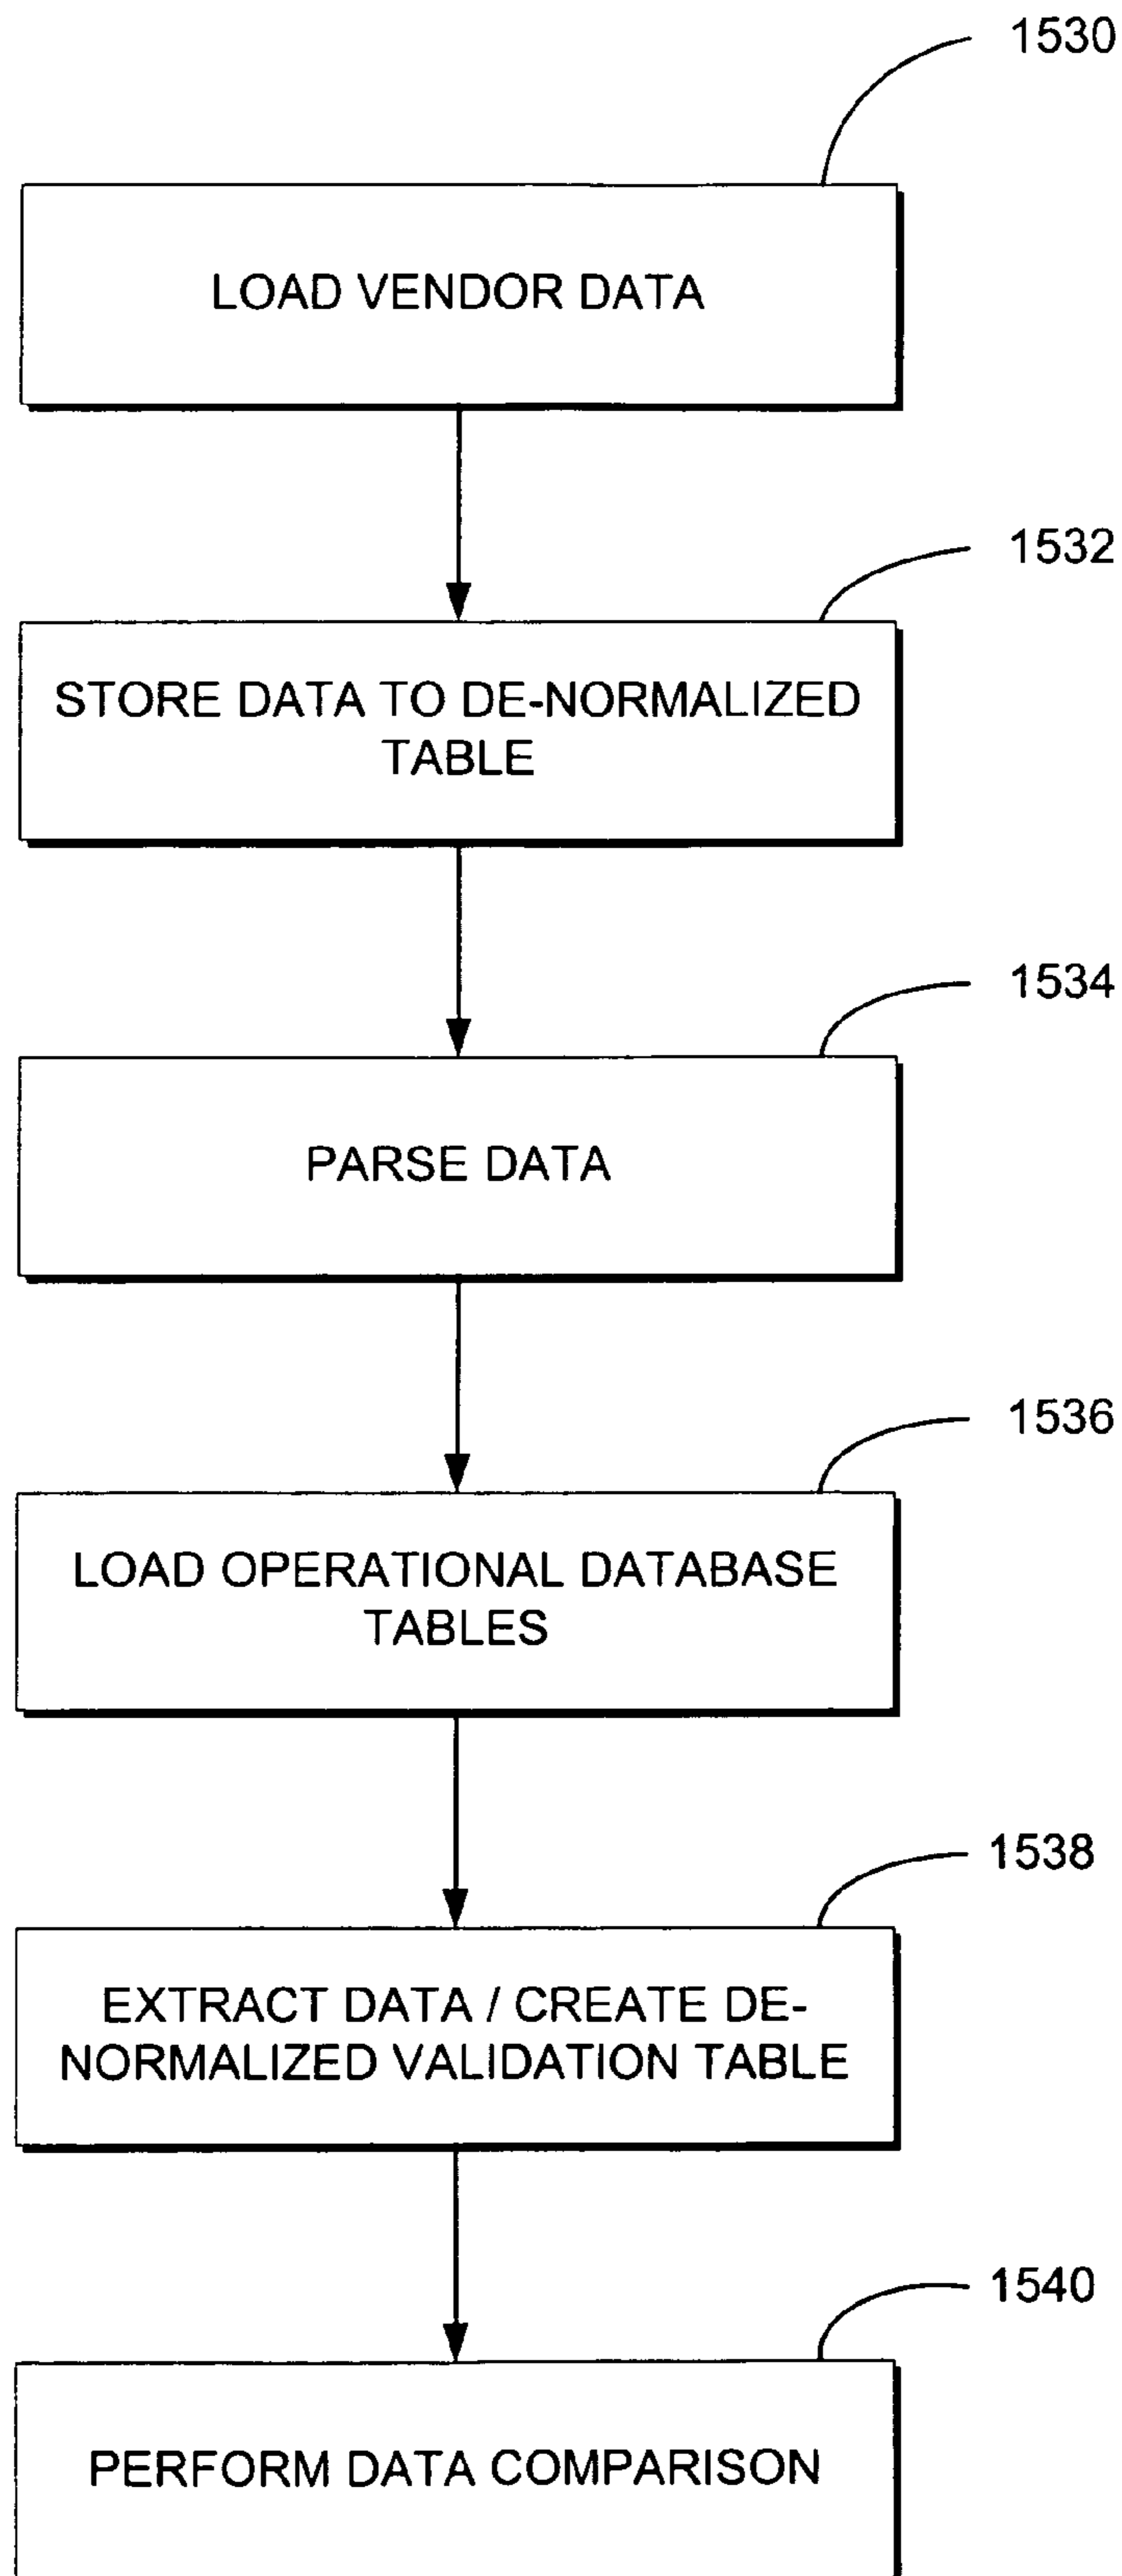 1530
LOAD VENDOR DATA
1532
STORE DATA TO DE-NORMALIZED
TABLE
1534
PARSE DATA
1536
LOAD OPERATIONAL DATABASE
TABLES
1538
EXTRACT DATA / CREATE DE-
NORMALIZED VALIDATION TABLE
1540
PERFORM DATA COMPARISON